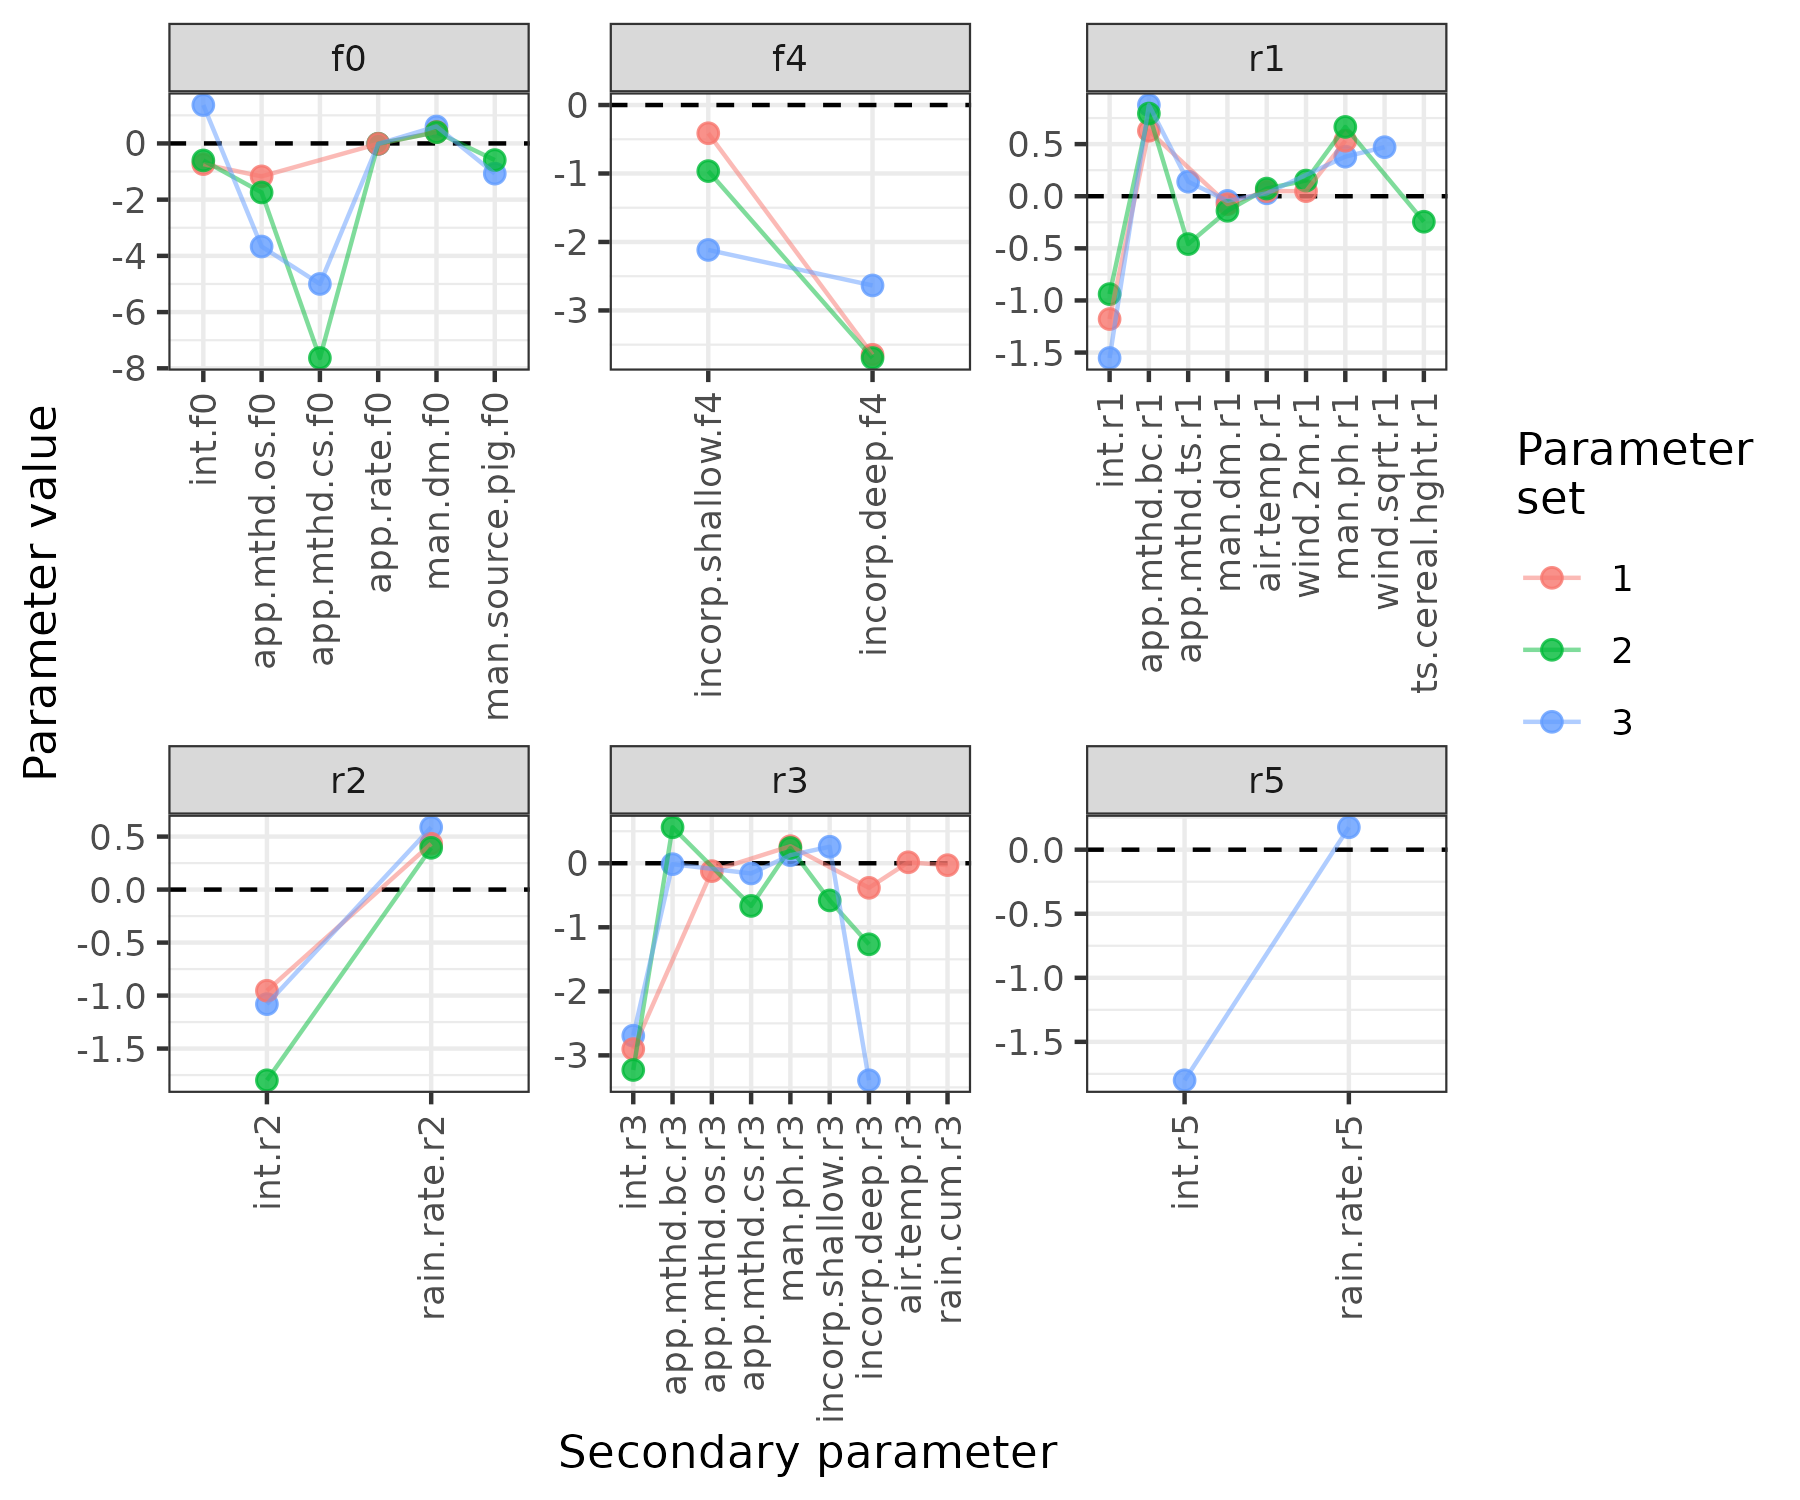 f0
f4
r1
0
-2
-4
-6
-8
0
-1
-2
-3
0.5
0.0
-0.5
-1.0
-1.5
int.f0
app.mthd.os.f0
app.mthd.cs.f0
app.rate.f0
man.dm.f0
man.source.pig.f0
incorp.shallow.f4
incorp.deep.f4
int.r1
app.mthd.bc.r1
app.mthd.ts.r1
man.dm.r1
air.temp.r1
wind.2m.r1
man.ph.r1
wind.sqrt.r1
ts.cereal.hght.r1
Parameter value
Parameter
set
1
2
3
r2
r3
r5
0.5
0.0
-0.5
-1.0
-1.5
0
-1
-2
-3
0.0
-0.5
-1.0
-1.5
int.r2
rain.rate.r2
int.r3
app.mthd.bc.r3
app.mthd.os.r3
app.mthd.cs.r3
man.ph.r3
incorp.shallow.r3
incorp.deep.r3
air.temp.r3
rain.cum.r3
int.r5
rain.rate.r5
Secondary parameter